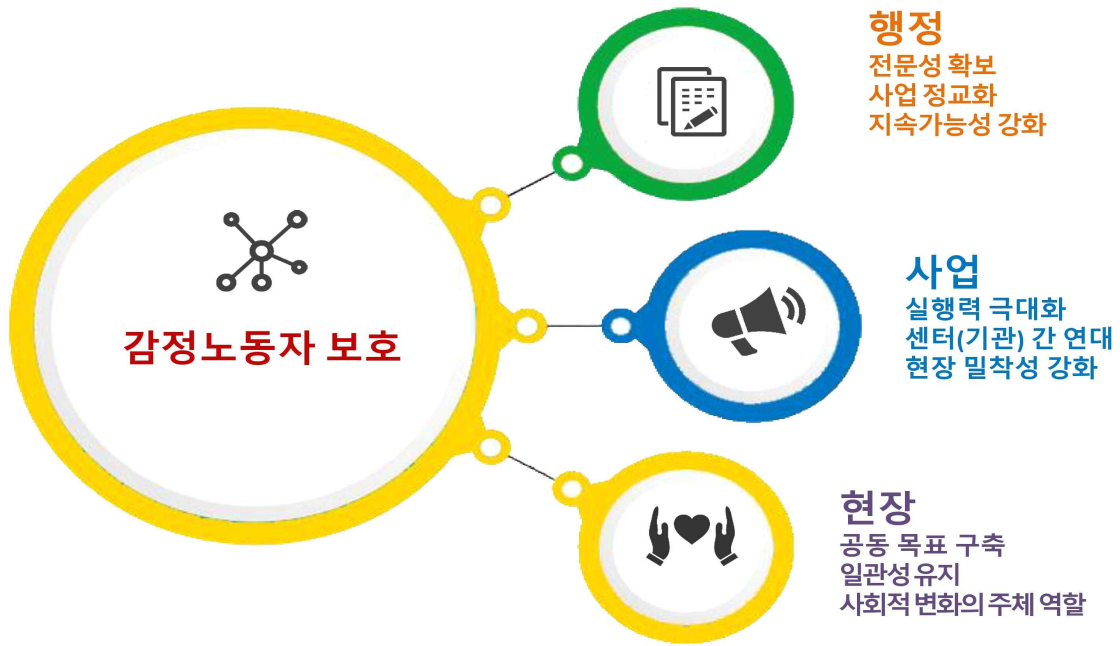 감정노동자 보호
행정
전문성 확보
사업 정교화
지속가능성 강화
사업
실행력 극대화
센터(기관) 간 연대
현장 밀착성 강화
현장
공동 목표 구축
일관성 유지
사회적 변화의 주체 역할